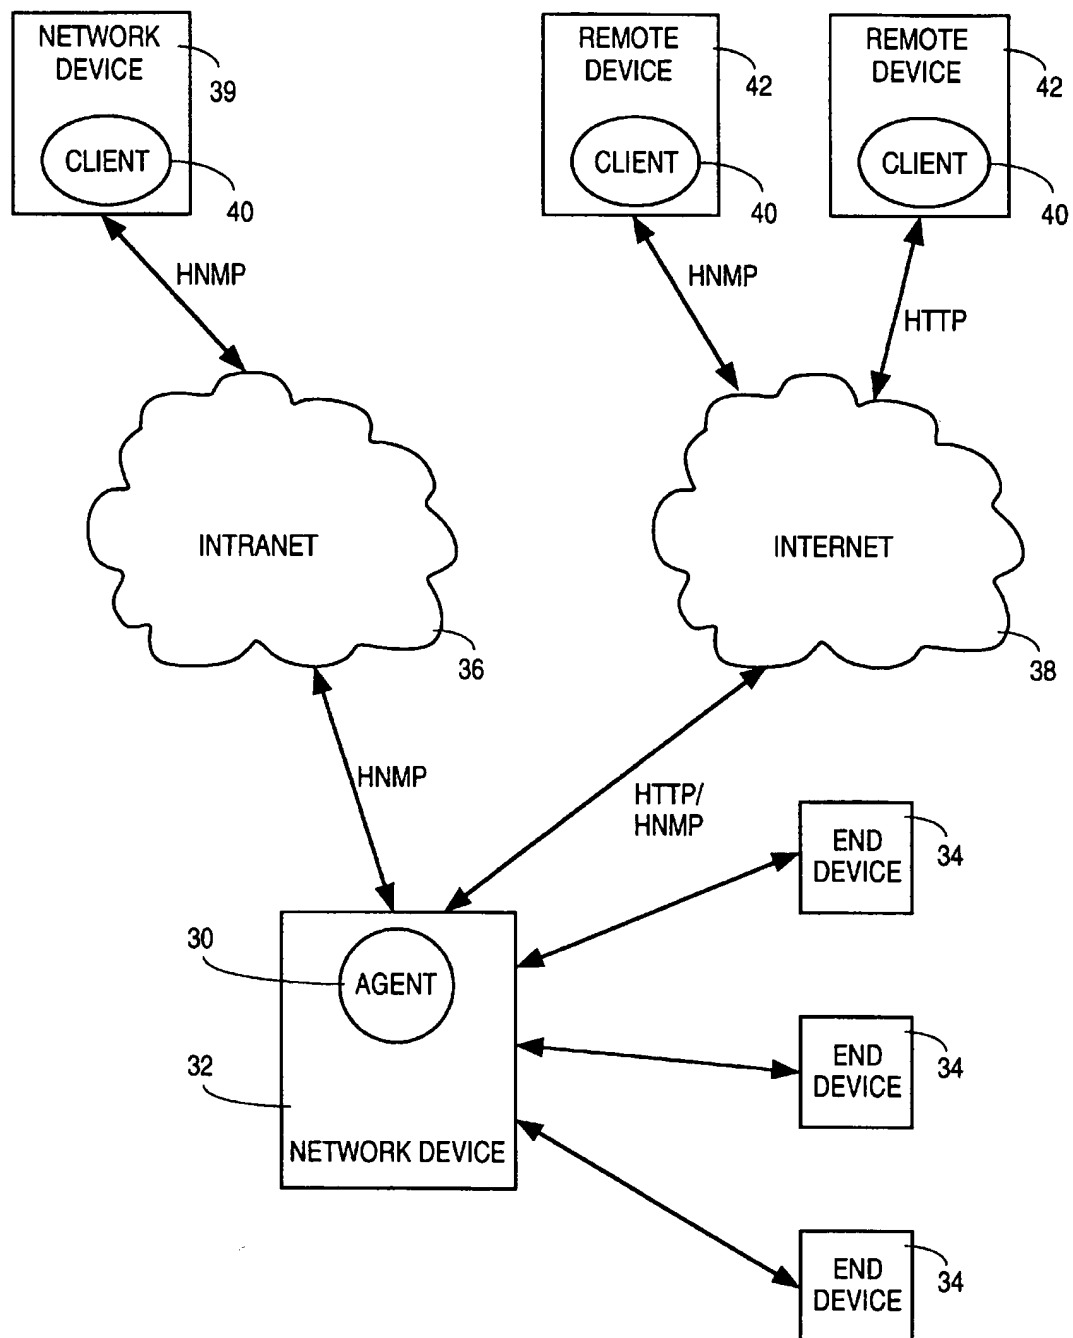 NETWORK
DEVICE
39
CLIENT
40
REMOTE
DEVICE
42
CLIENT
40
REMOTE
DEVICE
42
CLIENT
40
HNMP
HNMP
HTTP
INTRANET
36
INTERNET
38
HNMP
HTTP/
HNMP
END
DEVICE
34
30
AGENT
32
NETWORK DEVICE
END
DEVICE
34
END
DEVICE
34